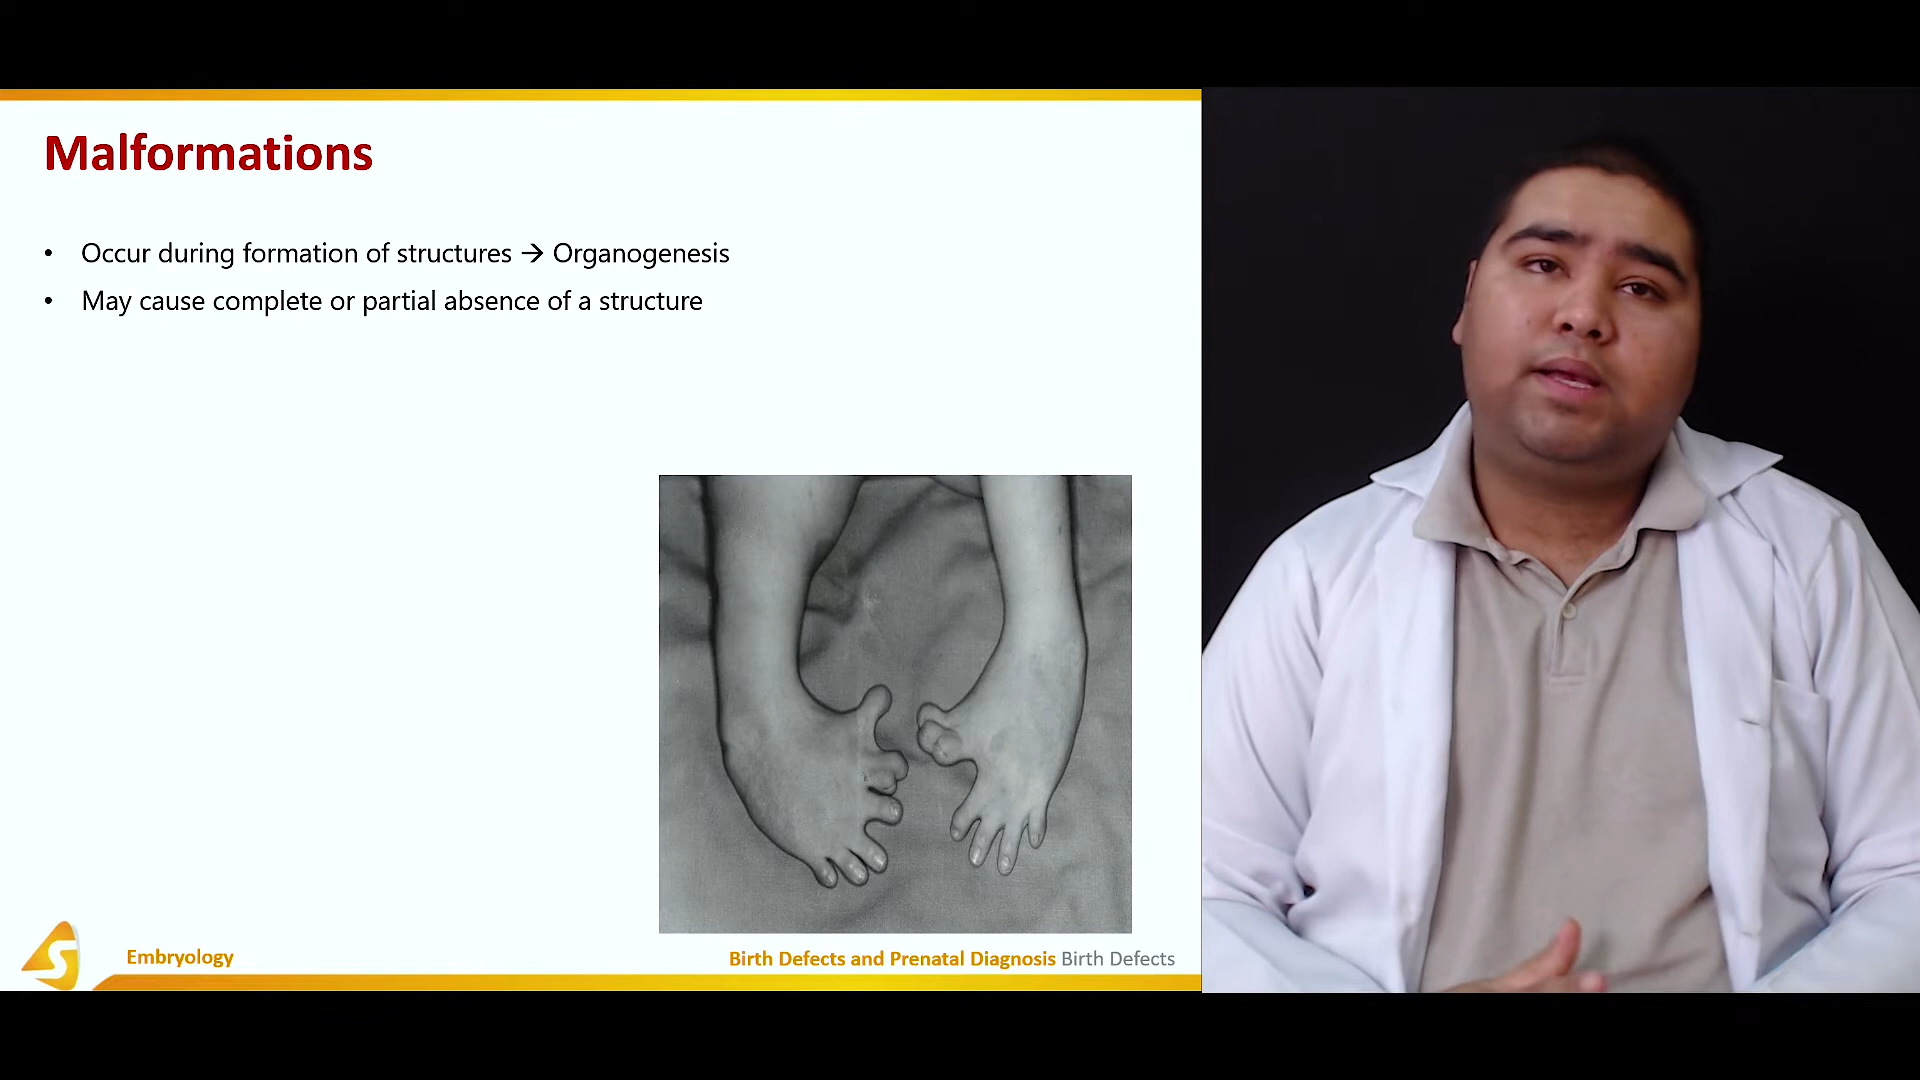 Malformations
• Occur during formation of structures → Organogenesis
• May cause complete or partial absence of a structure
Embryology
Birth Defects and Prenatal Diagnosis Birth Defects